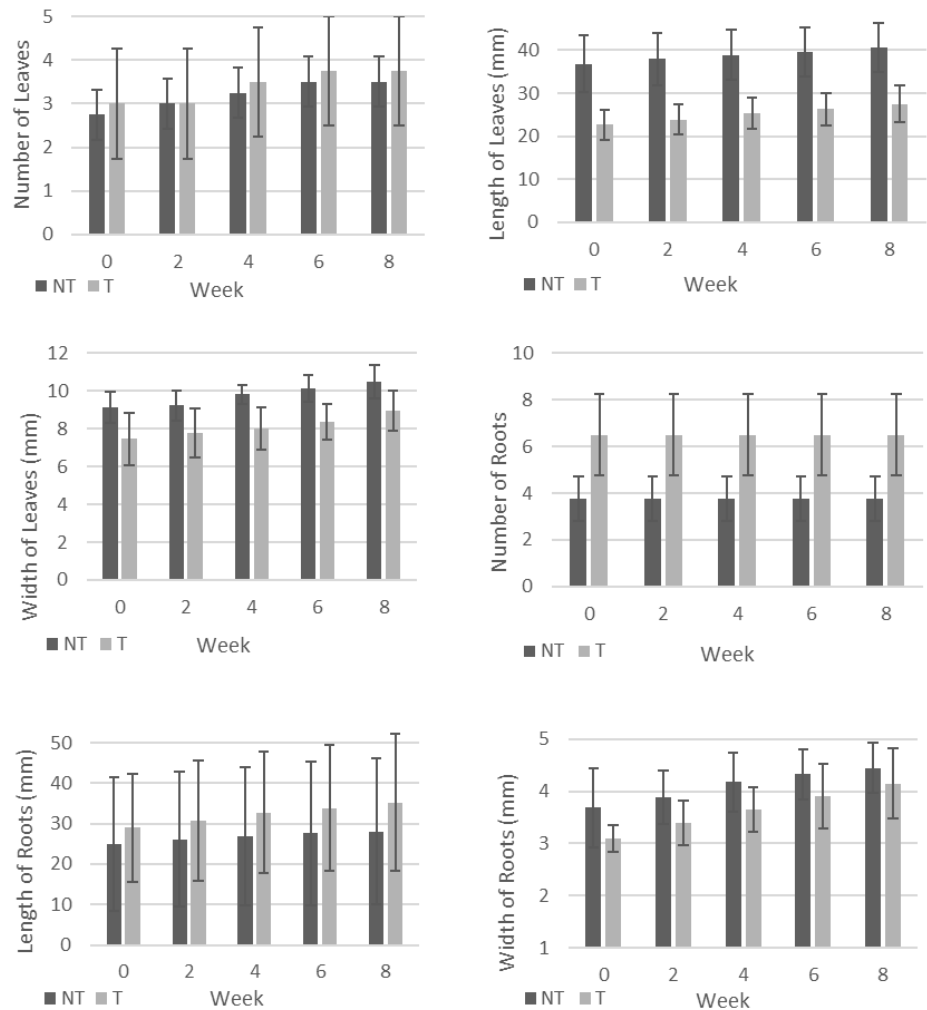 Number of Leaves
5
4
3
2
1
0
0 2 4 6 8
NT T
Week
Length of Leaves (mm)
40
30
20
10
0
0 2 4 6 8
NT T
Week
Width of Leaves (mm)
12
10
8
6
4
2
0
0 2 4 6 8
NT T
Week
Number of Roots
10
8
6
4
2
0
0 2 4 6 8
NT T
Week
Length of Roots (mm)
50
40
30
20
10
0
0 2 4 6 8
NT T
Week
Width of Roots (mm)
5
4
3
2
1
0 2 4 6 8
NT T
Week